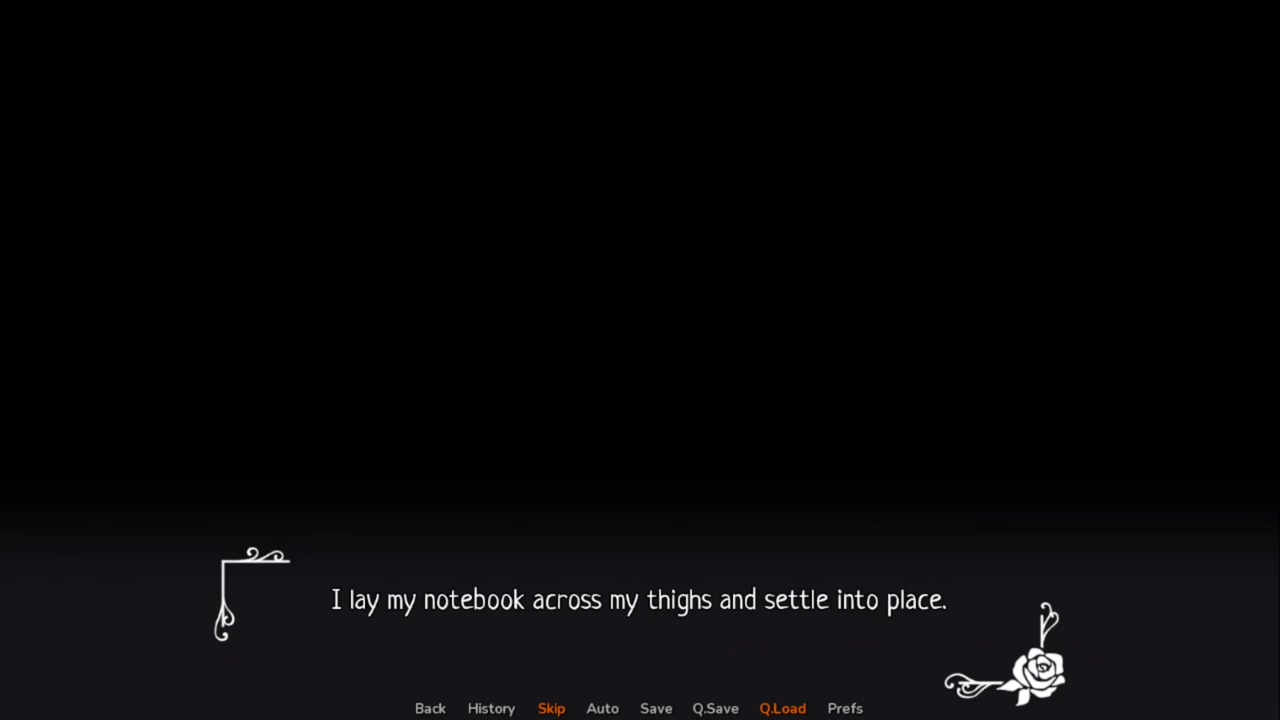 I lay my notebook across my thighs and settle into place.
Back History Skip Auto Save Q.Save Q.Load Prefs